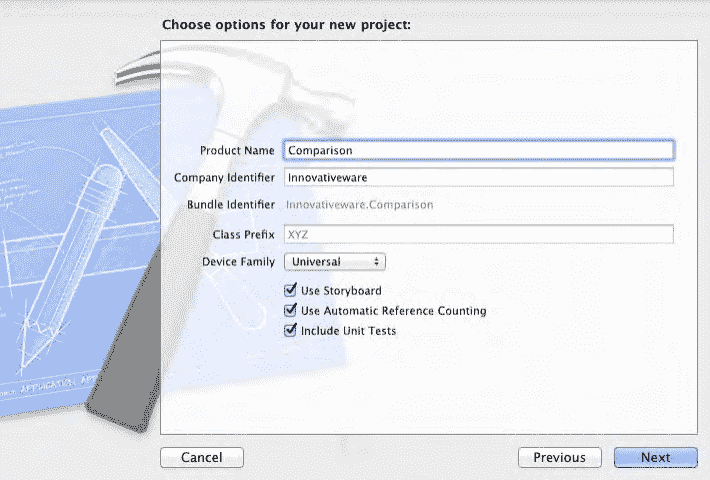 Choose options for your new project:
Product Name Comparison
Company Identifier Innovativeware
Bundle Identifier Innovativeware.Comparison
Class Prefix XYZ
Device Family Universal
Use Storyboard
Use Automatic Reference Counting
Include Unit Tests
Cancel Previous Next